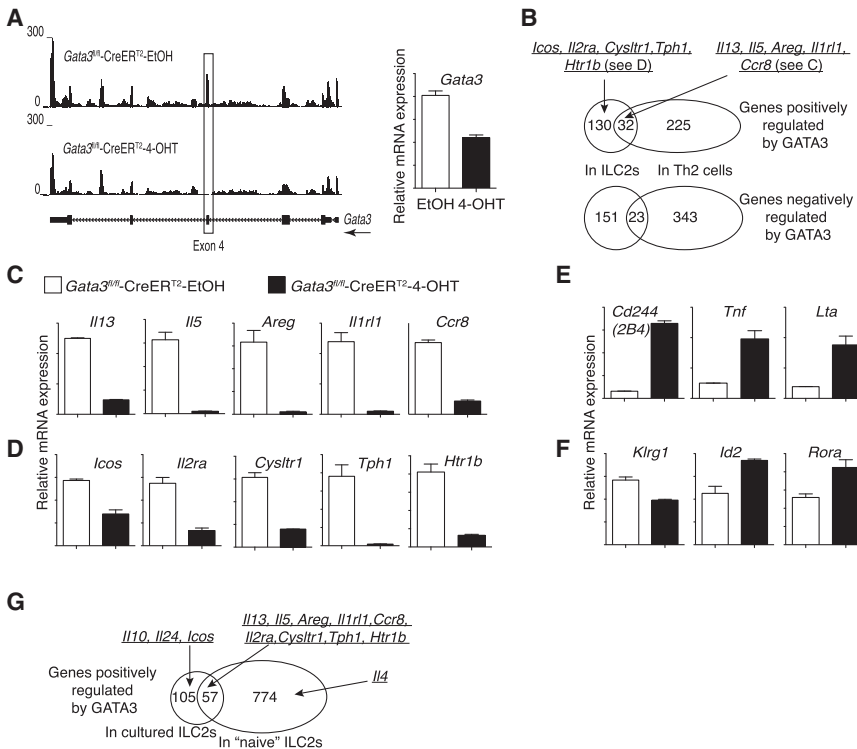 A
300
Gata3fl/fl-CreERT2-EtOH
0
300
Gata3fl/fl-CreERT2-4-OHT
0
Gata3
Exon 4
Relative mRNA expression
Gata3
EtOH 4-OHT
B
Icos, Il2ra, Cysltr1,Tph1,
Htr1b (see D)
Il13, Il5, Areg, Il1rl1,
Ccr8 (see C)
130 32 225
Genes positively
regulated
by GATA3
In ILC2s In Th2 cells
151 23 343
Genes negatively
regulated
by GATA3
C
Gata3fl/fl-CreERT2-EtOH
Gata3fl/fl-CreERT2-4-OHT
Relative mRNA expression
Il13 Il5 Areg Il1rl1 Ccr8
D
Icos Il2ra Cysltr1 Tph1 Htr1b
E
Relative mRNA expression
Cd244
(2B4)
Tnf
Lta
F
Klrg1 Id2 Rora
G
Il10, Il24, Icos
Il13, Il5, Areg, Il1rl1,Ccr8,
Il2ra,Cysltr1,Tph1, Htr1b
Genes positively
regulated
by GATA3
105 57 774
Il4
In cultured ILC2s
In "naive" ILC2s